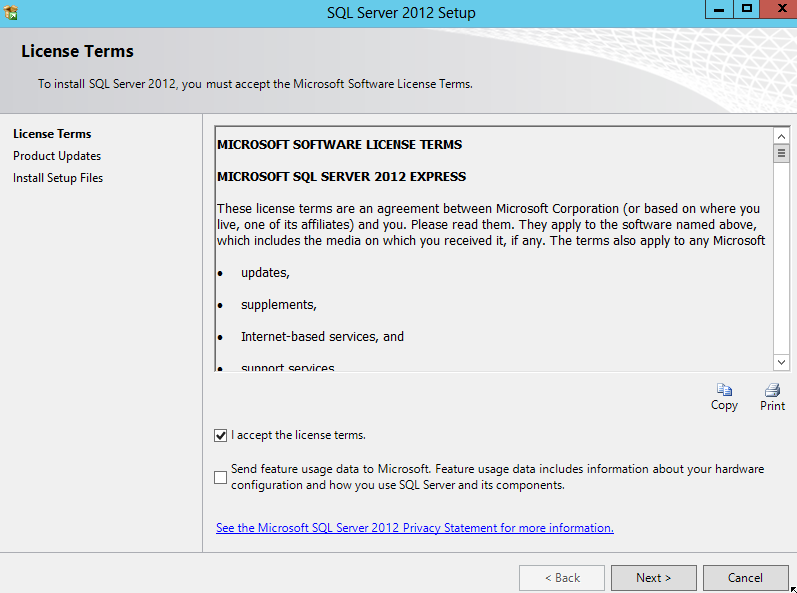 SQL Server 2012 Setup
License Terms
To install SQL Server 2012, you must accept the Microsoft Software License Terms.
License Terms
Product Updates
Install Setup Files
MICROSOFT SOFTWARE LICENSE TERMS
MICROSOFT SQL SERVER 2012 EXPRESS
These license terms are an agreement between Microsoft Corporation (or based on where you
live, one of its affiliates) and you. Please read them. They apply to the software named above,
which includes the media on which you received it, if any. The terms also apply to any Microsoft
• updates,
• supplements,
• Internet-based services, and
• support services
Copy
Print
I accept the license terms.
Send feature usage data to Microsoft. Feature usage data includes information about your hardware
configuration and how you use SQL Server and its components.
See the Microsoft SQL Server 2012 Privacy Statement for more information.
< Back
Next >
Cancel